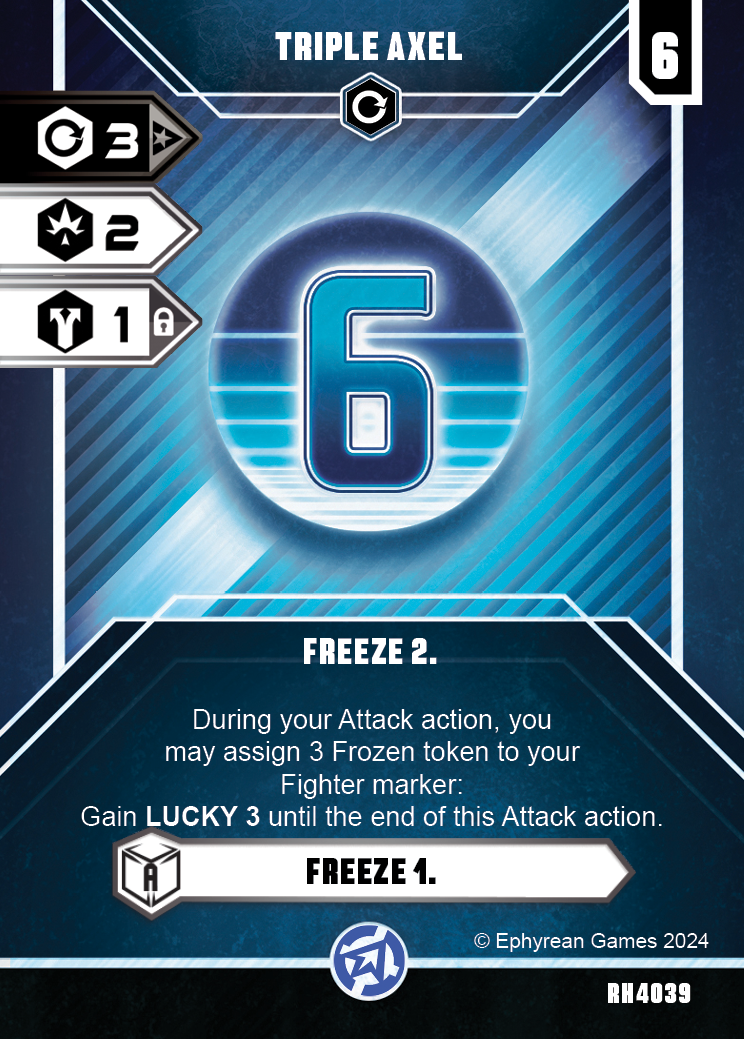 TRIPLE AXEL
6
3
2
1
6
FREEZE 2.
During your Attack action, you
may assign 3 Frozen token to your
Fighter marker:
Gain LUCKY 3 until the end of this Attack action.
A
FREEZE 1.
© Ephyrean Games 2024
RH4039